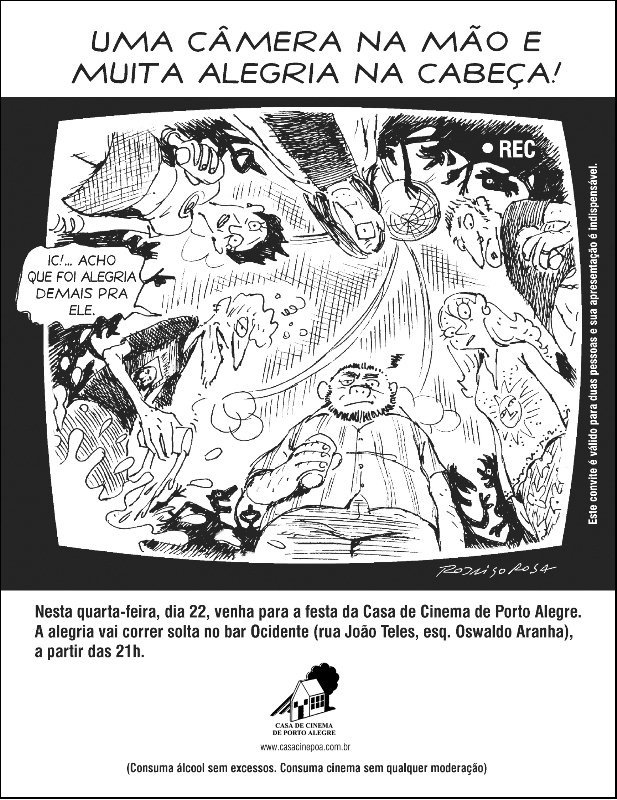 UMA CÂMERA NA MÃO E
MUITA ALEGRIA NA CABEÇA!
REC
IC!... ACHO
QUE FOI ALEGRIA
DEMAIS PRA
ELE.
Este convite é válido para duas pessoas e sua apresentação é indispensável.
RODRIGO ROSA
Nesta quarta-feira, dia 22, venha para a festa da Casa de Cinema de Porto Alegre.
A alegria vai correr solta no bar Ocidente (rua João Teles, esq. Oswaldo Aranha),
a partir das 21h.
CASA DE CINEMA
DE PORTO ALEGRE
www.casacinepoa.com.br
(Consuma álcool sem excessos. Consuma cinema sem qualquer moderação)